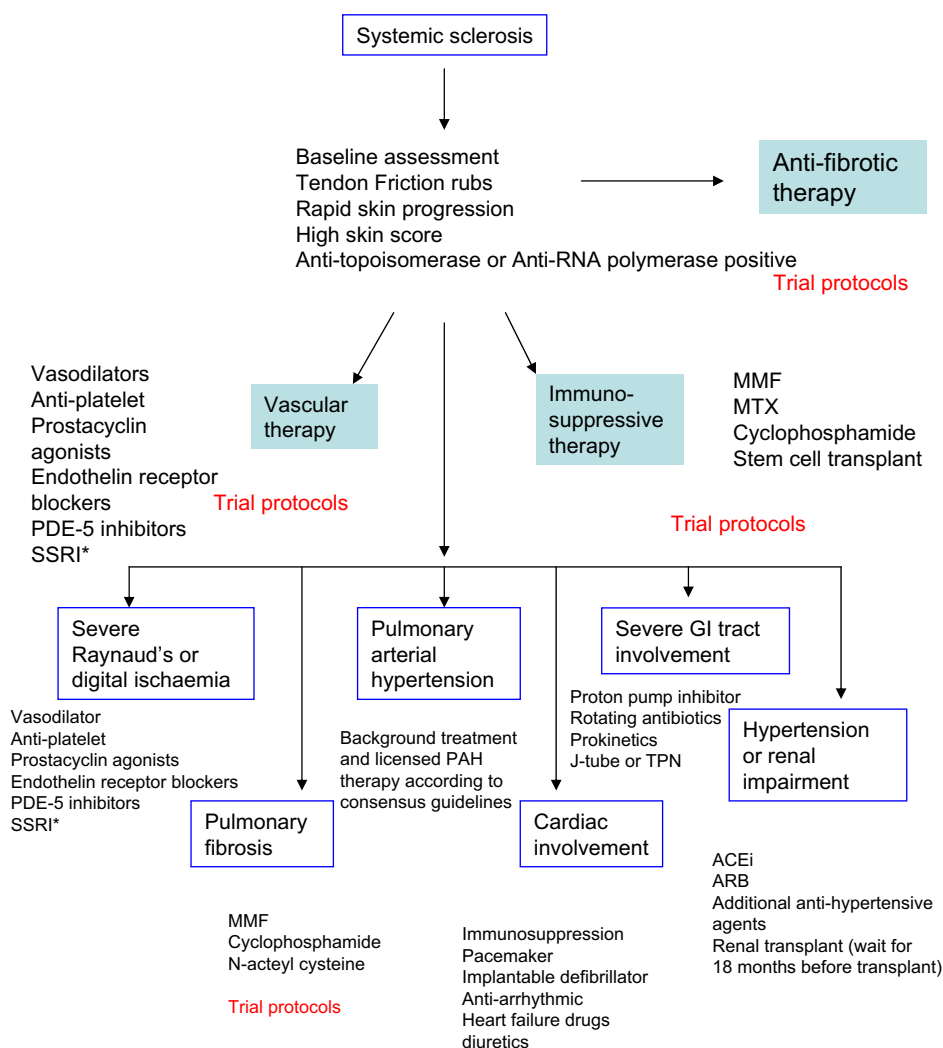 Systemic sclerosis
Baseline assessment
Tendon Friction rubs
Rapid skin progression
High skin score
Anti-topoisomerase or Anti-RNA polymerase positive
Anti-fibrotic
therapy
Trial protocols
Vasodilators
Anti-platelet
Prostacyclin
agonists
Endothelin receptor
blockers
PDE-5 inhibitors
SSRI*
Vascular
therapy
Trial protocols
Immuno-
suppressive
therapy
MMF
MTX
Cyclophosphamide
Stem cell transplant
Trial protocols
Severe
Raynaud's or
digital ischaemia
Vasodilator
Anti-platelet
Prostacyclin agonists
Endothelin receptor blockers
PDE-5 inhibitors
SSRI*
Pulmonary
fibrosis
MMF
Cyclophosphamide
N-acteyl cysteine
Trial protocols
Pulmonary
arterial
hypertension
Background treatment
and licensed PAH
therapy according to
consensus guidelines
Cardiac
involvement
Immunosuppression
Pacemaker
Implantable defibrillator
Anti-arrhythmic
Heart failure drugs
diuretics
Severe GI tract
involvement
Proton pump inhibitor
Rotating antibiotics
Prokinetics
J-tube or TPN
Hypertension
or renal
impairment
ACEi
ARB
Additional anti-hypertensive
agents
Renal transplant (wait for
18 months before transplant)